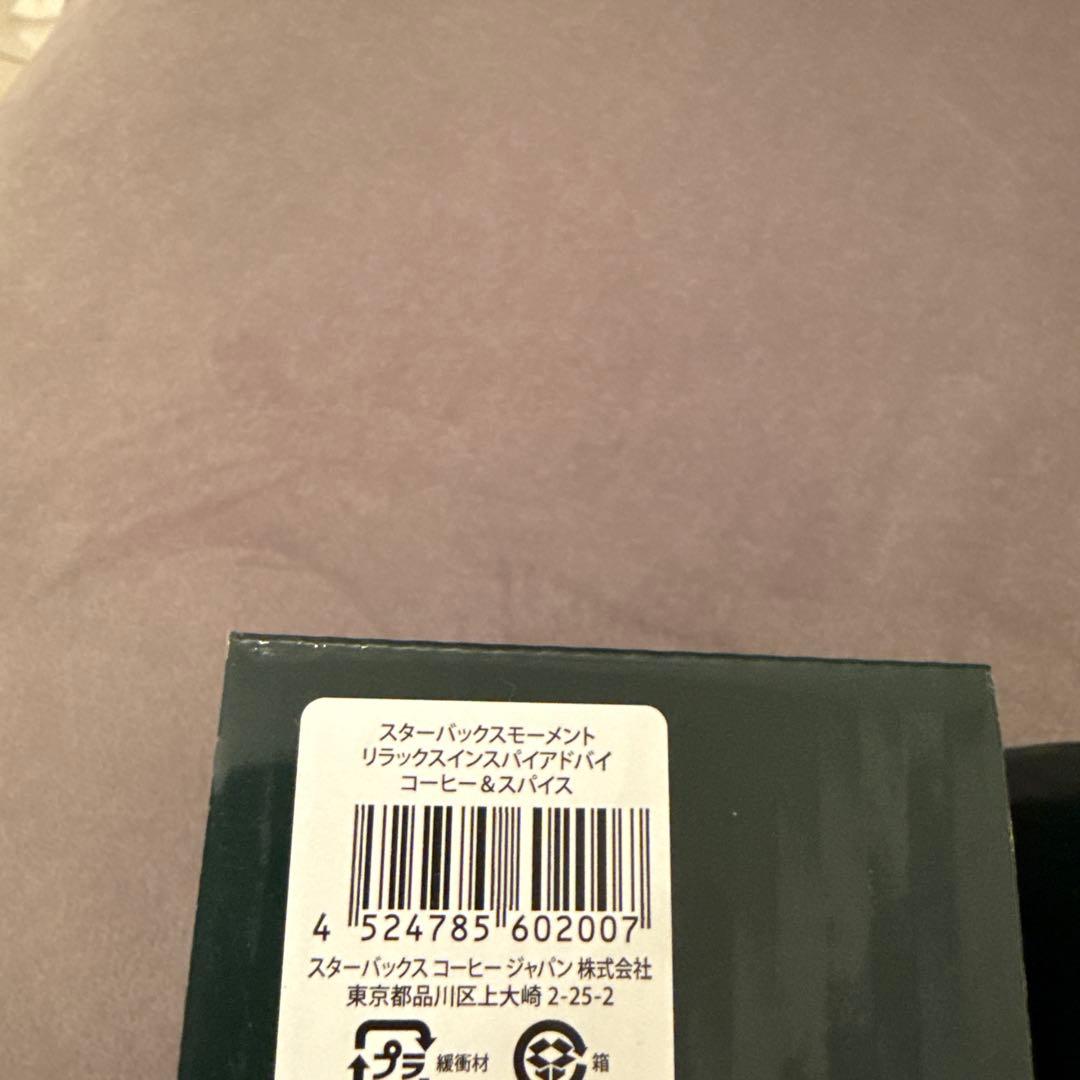 スターバックスモーメント
リラックスインスパイアドバイ
コーヒー&スパイス
4 524785 602007
スターバックス コーヒー ジャパン 株式会社
東京都品川区上大崎 2-25-2
プラ 緩衝材 箱